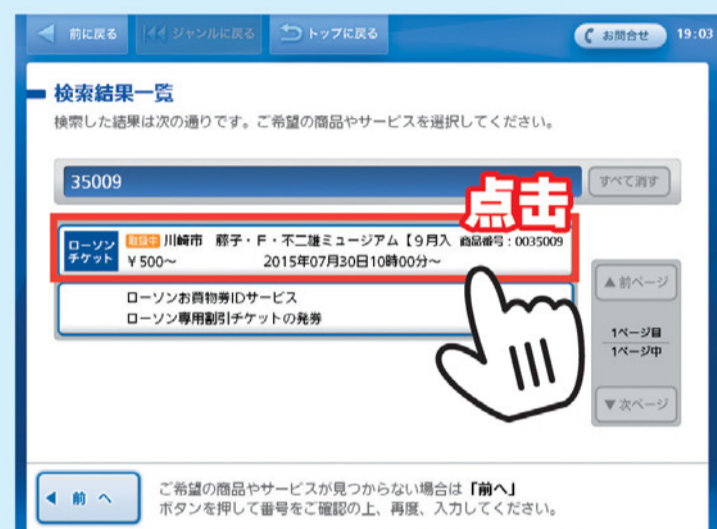 前に戻る
ジャンルに戻る
トップに戻る
お問合せ
19:03
検索結果一覧
検索した結果は次の通りです。ご希望の商品やサービスを選択してください。
35009
すべて消す
点击
ローソン
チケット
取扱中 川崎市 藤子・F・不二雄ミュージアム【9月入 商品番号:0035009
¥500~ 2015年07月30日10時00分~
ローソンお買物券IDサービス
ローソン専用割引チケットの発券
▲前ページ
1ページ目
1ページ中
▼次ページ
前へ
ご希望の商品やサービスが見つからない場合は「前へ」
ボタンを押して番号をご確認の上、再度、入力してください。